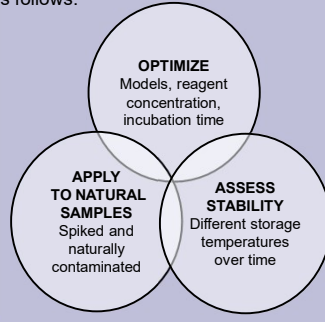 s follows:
OPTIMIZE
Models, reagent
concentration,
incubation time
APPLY
TO NATURAL
SAMPLES
Spiked and
naturally
contaminated
ASSESS
STABILITY
Different storage
temperatures
over time